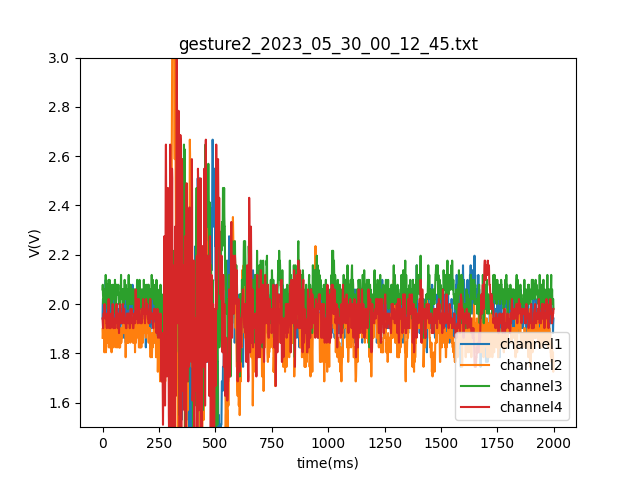 gesture2_2023_05_30_00_12_45.txt
3.0
2.8
2.6
2.4
2.2
2.0
1.8
1.6
V(V)
channel1
channel2
channel3
channel4
0 250 500 750 1000 1250 1500 1750 2000
time(ms)